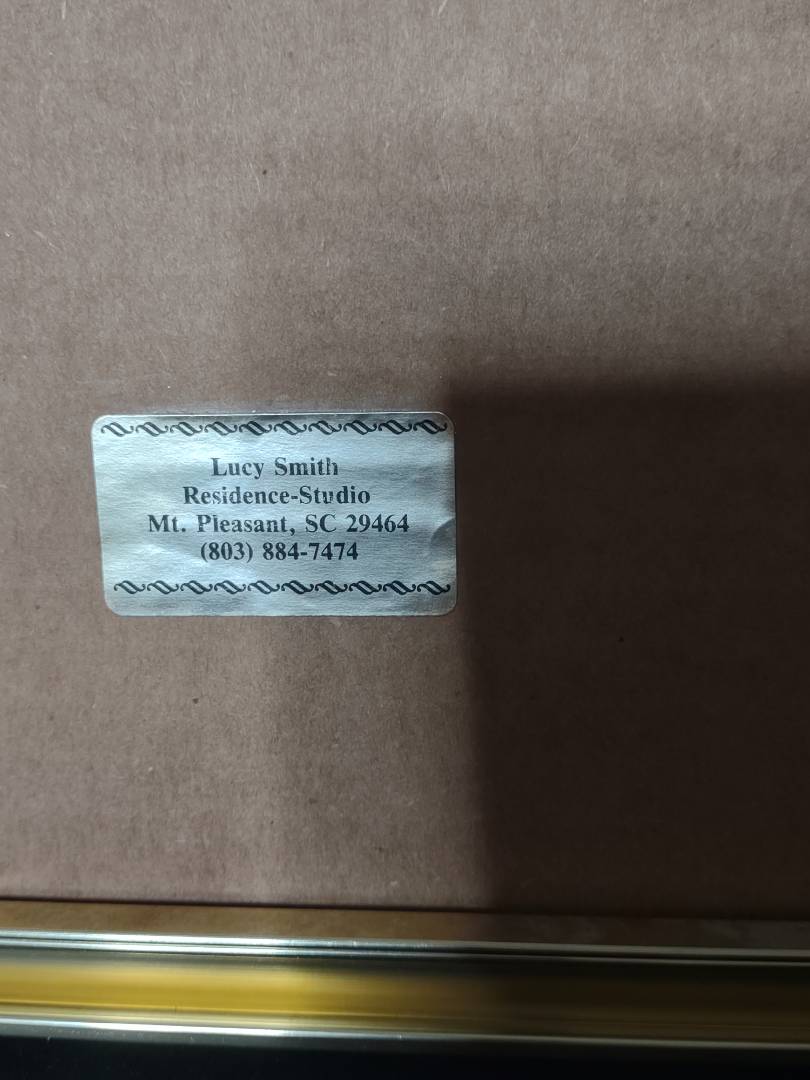 Lucy Smith
Residence-Studio
Mt. Pleasant, SC 29464
(803) 884-7474